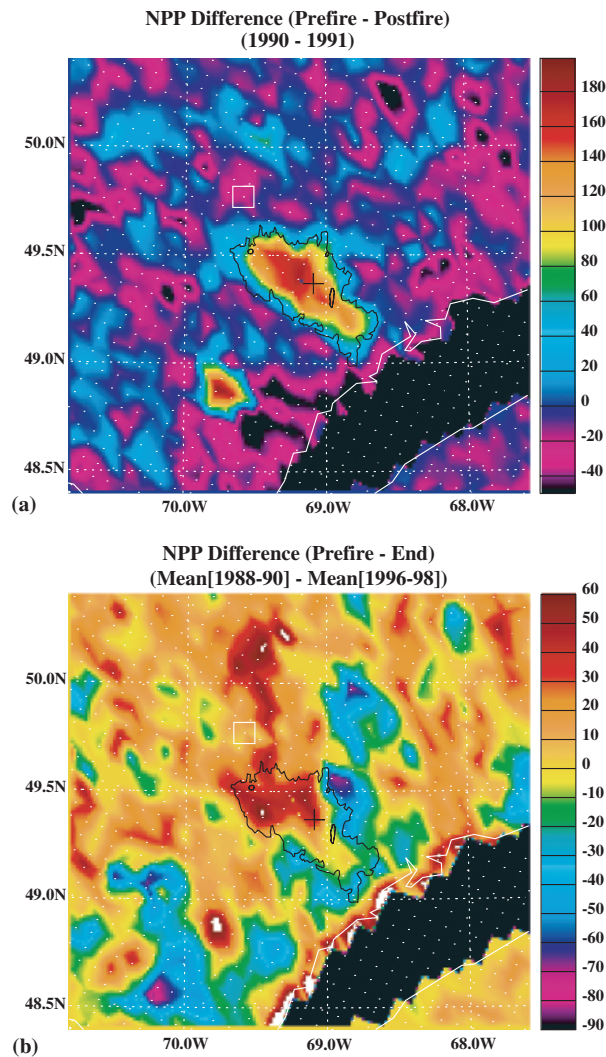 NPP Difference (Prefire - Postfire)
(1990 - 1991)
50.0N
49.5N
49.0N
48.5N
70.0W
69.0W
68.0W
180
160
140
120
100
80
60
40
20
0
-20
-40
(a)
NPP Difference (Prefire - End)
(Mean[1988-90] - Mean[1996-98])
50.0N
49.5N
49.0N
48.5N
70.0W
69.0W
68.0W
60
50
40
30
20
10
0
-10
-20
-30
-40
-50
-60
-70
-80
-90
(b)